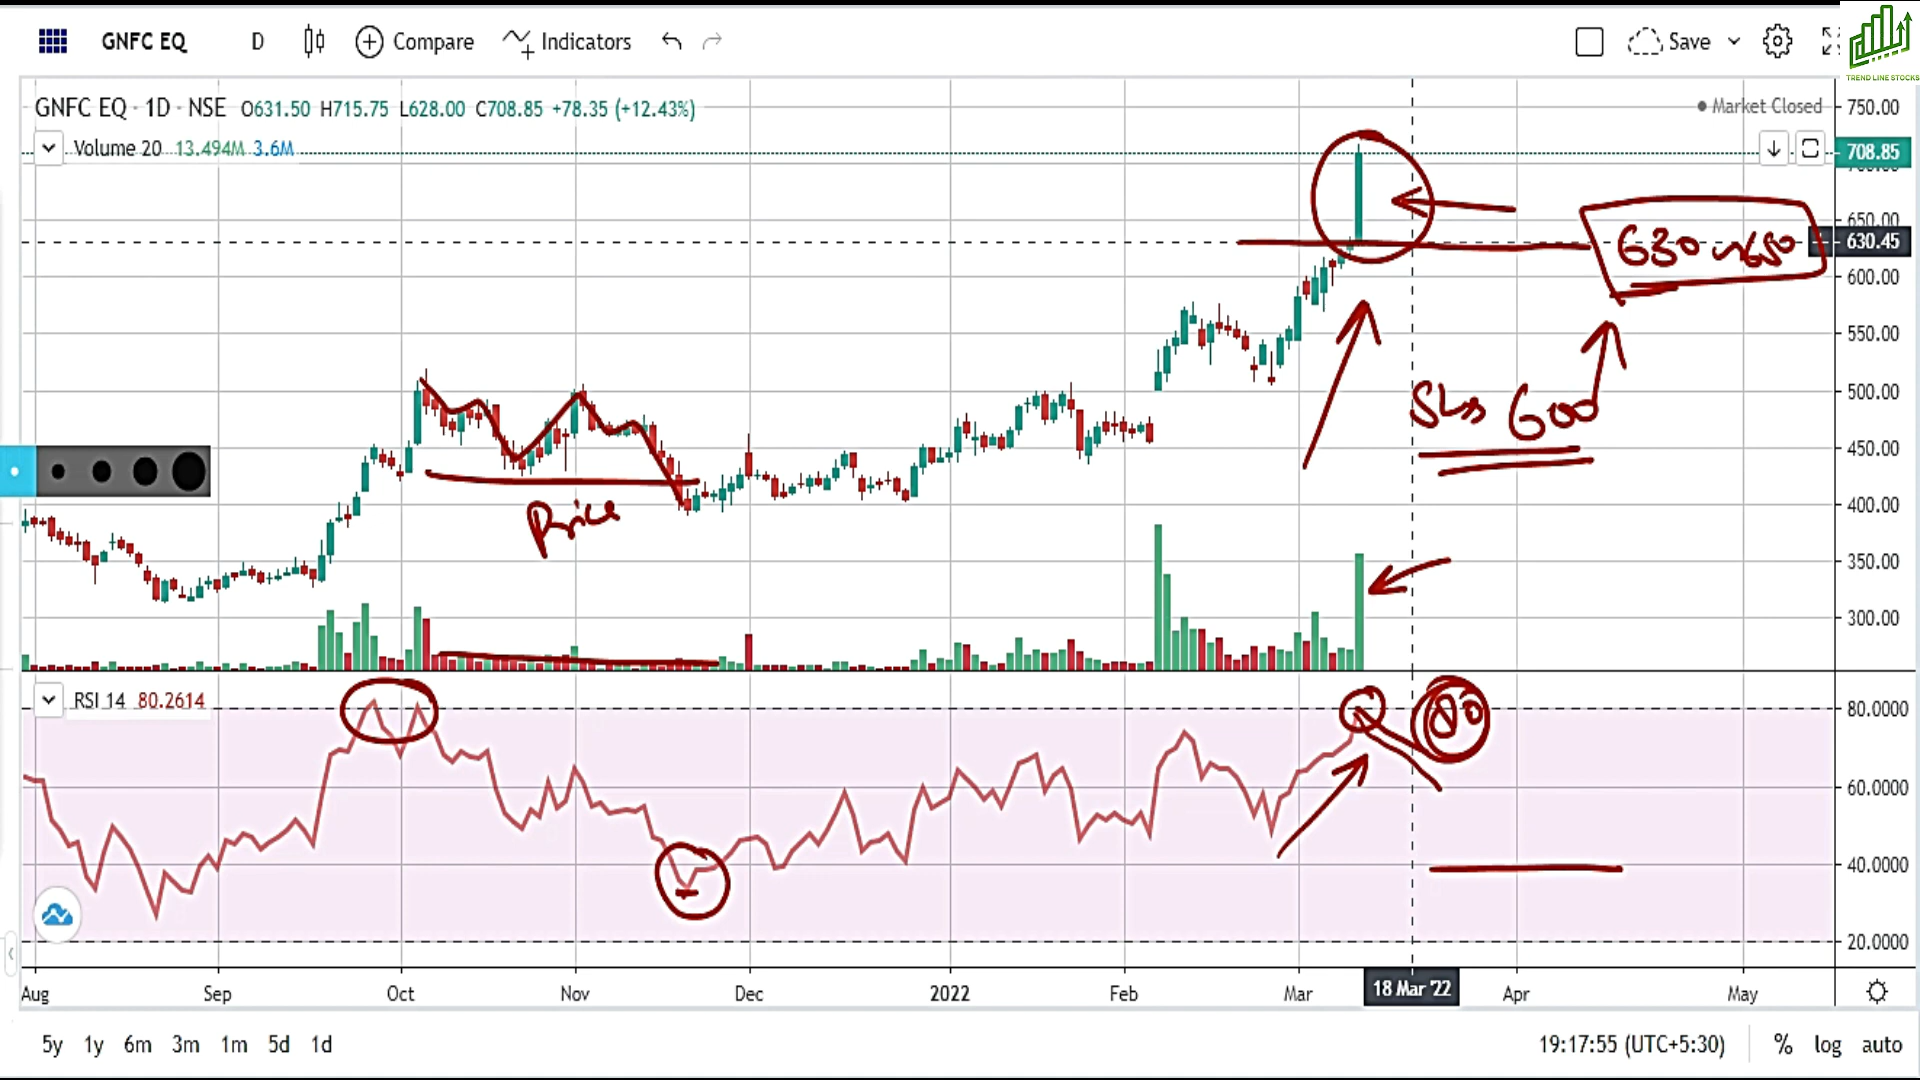 GNFC EQ D Compare Indicators Save
TREND LINE STOCKS
GNFC EQ · 1D · NSE O631.50 H715.75 L628.00 C708.85 +78.35 (+12.43%)
Market Closed
Volume 20 13.494M 3.6M
750.00
708.85
650.00
630.45
600.00
550.00
500.00
450.00
400.00
350.00
300.00
630~650
600
Price
RSI 14 80.2614
80
80.0000
60.0000
40.0000
20.0000
Aug Sep Oct Nov Dec 2022 Feb Mar 18 Mar '22 Apr May
5y 1y 6m 3m 1m 5d 1d 19:17:55 (UTC+5:30) % log auto